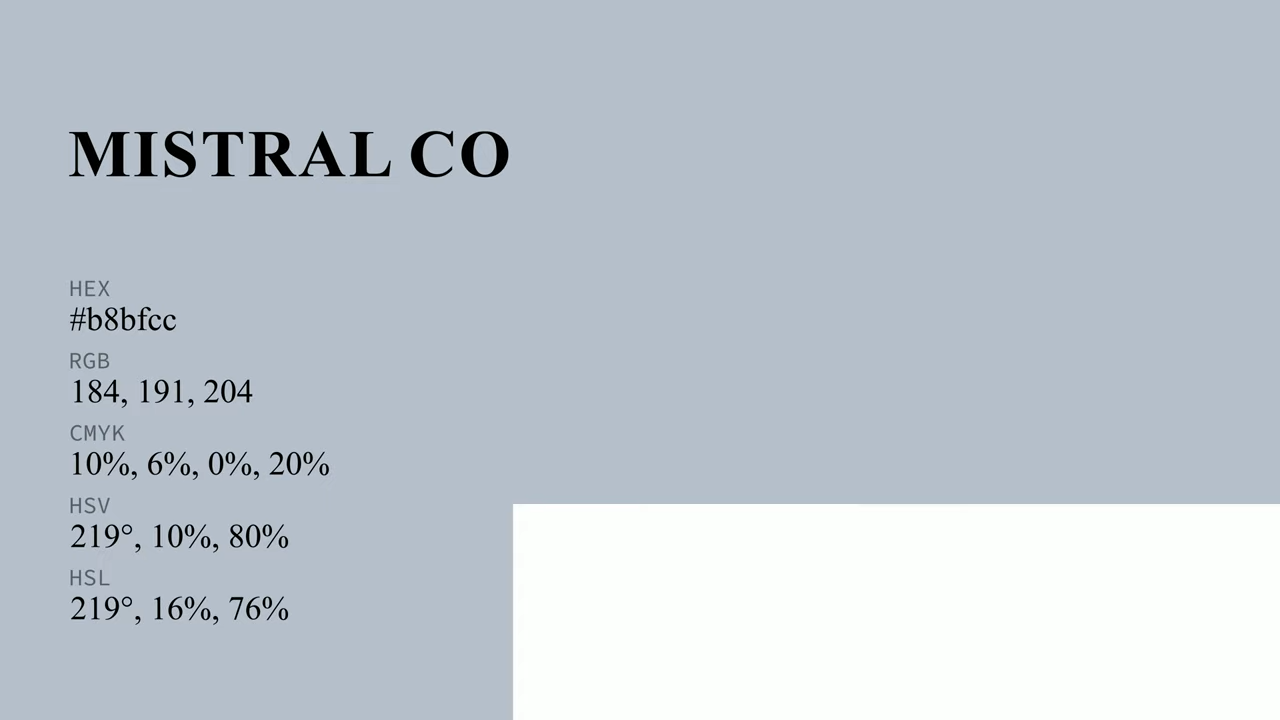 MISTRAL CO
HEX
#b8bfcc
RGB
184, 191, 204
CMYK
10%, 6%, 0%, 20%
HSV
219°, 10%, 80%
HSL
219°, 16%, 76%